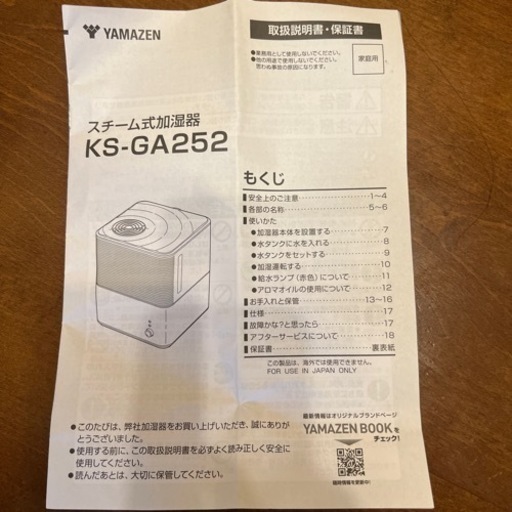 YAMAZEN
取扱説明書・保証書
●業務用として使用しないでください。
●他の用途で使用しないでください。
思わぬ事故の原因になります。
家庭用
スチーム式加湿器
KS-GA252
もくじ
■安全上のご注意……………1〜4
■各部の名称……………5〜6
■使いかた
●加湿器本体を設置する……………7
●水タンクに水を入れる……………8
●水タンクをセットする……………9
●加湿運転する……………10
●給水ランプ(赤色)について……………11
●アロマオイルの使用について……………12
■お手入れと保管……………13〜16
■仕様……………17
■故障かな?と思ったら……………17
■アフターサービスについて……………18
■保証書……………裏表紙
この製品は、海外では使用できません。
FOR USE IN JAPAN ONLY
●このたびは、弊社加湿器をお買い上げいただき、誠にありが
とうございました。
●使用する前に、この取扱説明書を必ずよく読み正しく安全に
使用してください。
●読んだあとは、大切に保管してください。
最新情報はオリジナルブランドページ
YAMAZEN BOOKを
チェック!
随時情報を更新中!